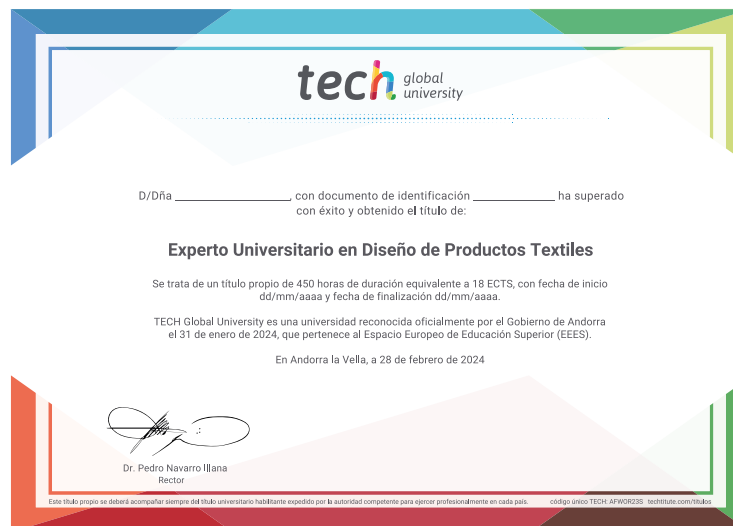 tech global university
D/Dña ____________________, con documento de identificación ______________ ha superado
con éxito y obtenido el título de:
Experto Universitario en Diseño de Productos Textiles
Se trata de un título propio de 450 horas de duración equivalente a 18 ECTS, con fecha de inicio
dd/mm/aaaa y fecha de finalización dd/mm/aaaa.
TECH Global University es una universidad reconocida oficialmente por el Gobierno de Andorra
el 31 de enero de 2024, que pertenece al Espacio Europeo de Educación Superior (EEES).
En Andorra la Vella, a 28 de febrero de 2024
Dr. Pedro Navarro Illana
Rector
Este título propio se deberá acompañar siempre del título universitario habilitante expedido por la autoridad competente para ejercer profesionalmente en cada país. código único TECH: AFWOR23S techtitute.com/titulos